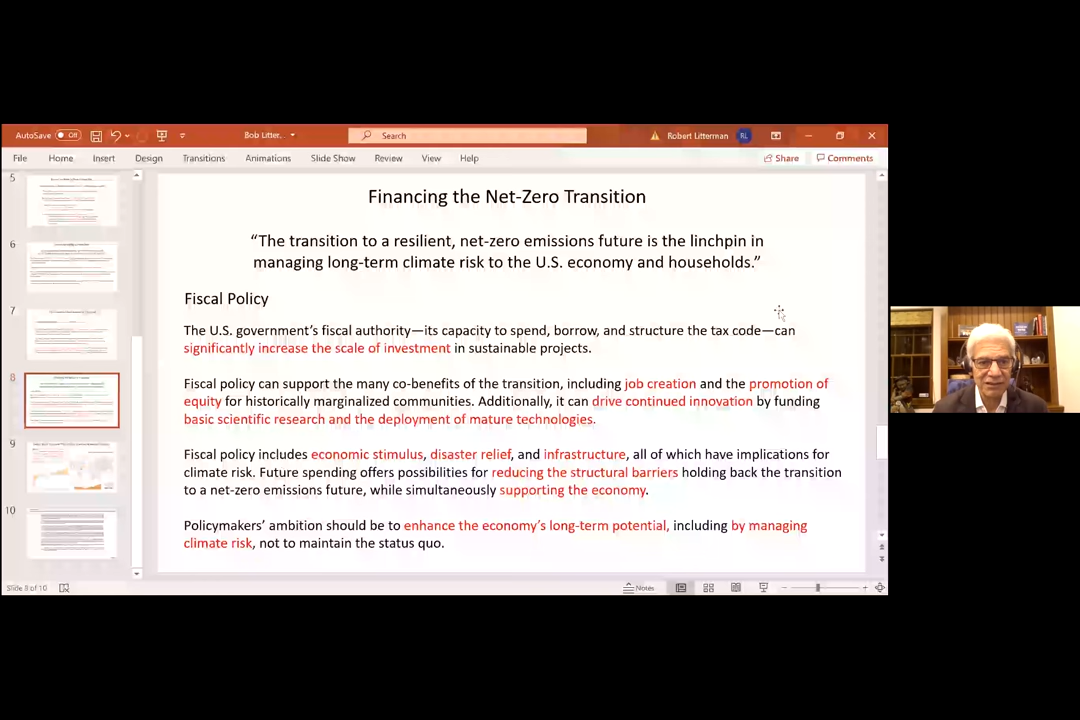 AutoSave Off
Bob Litter...
Search
Robert Litterman RL
File Home Insert Design Transitions Animations Slide Show Review View Help
Share Comments
5
6
7
8
9
10
Financing the Net-Zero Transition
“The transition to a resilient, net-zero emissions future is the linchpin in
managing long-term climate risk to the U.S. economy and households.”
Fiscal Policy
The U.S. government’s fiscal authority—its capacity to spend, borrow, and structure the tax code—can
significantly increase the scale of investment in sustainable projects.
Fiscal policy can support the many co-benefits of the transition, including job creation and the promotion of
equity for historically marginalized communities. Additionally, it can drive continued innovation by funding
basic scientific research and the deployment of mature technologies.
Fiscal policy includes economic stimulus, disaster relief, and infrastructure, all of which have implications for
climate risk. Future spending offers possibilities for reducing the structural barriers holding back the transition
to a net-zero emissions future, while simultaneously supporting the economy.
Policymakers’ ambition should be to enhance the economy’s long-term potential, including by managing
climate risk, not to maintain the status quo.
Slide 8 of 10
Notes